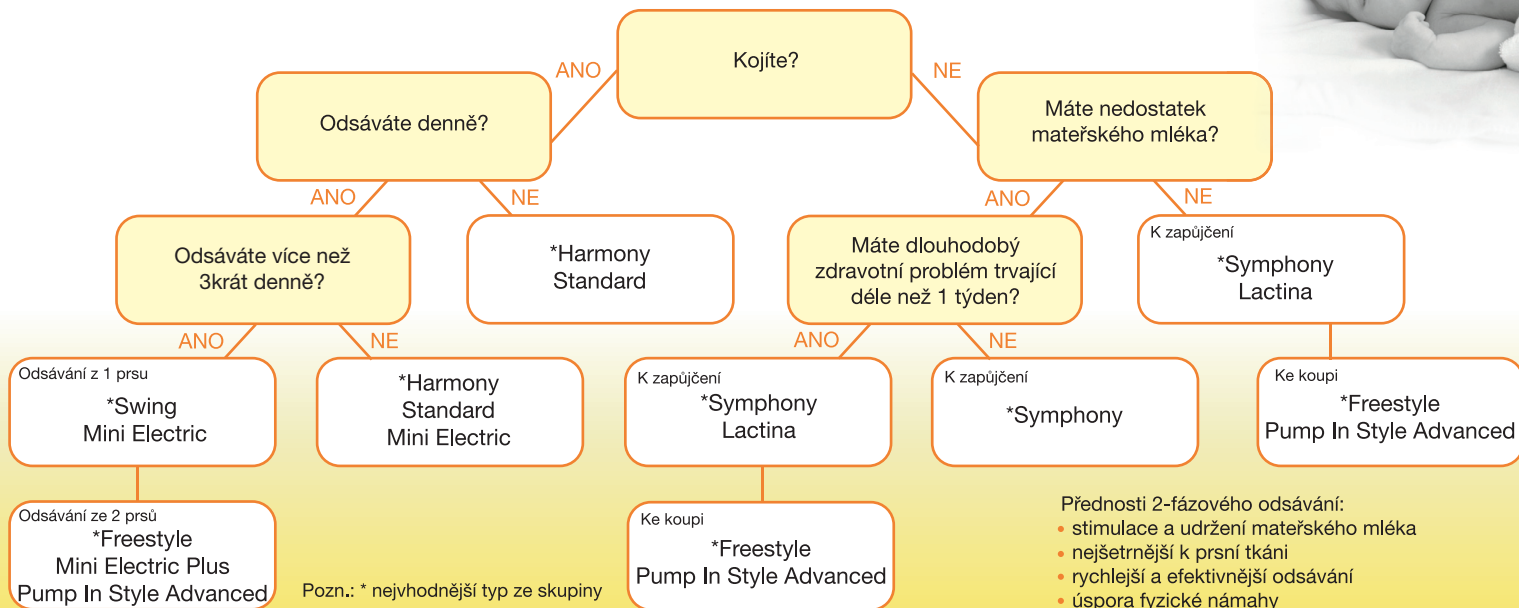 Kojíte?
ANO
NE
Odsáváte denně?
Máte nedostatek
mateřského mléka?
ANO
NE
ANO
NE
Odsáváte více než
3krát denně?
*Harmony
Standard
Máte dlouhodobý
zdravotní problém trvající
déle než 1 týden?
K zapůjčení
*Symphony
Lactina
ANO
NE
ANO
NE
Odsávání z 1 prsu
*Swing
Mini Electric
*Harmony
Standard
Mini Electric
K zapůjčení
*Symphony
Lactina
K zapůjčení
*Symphony
Ke koupi
*Freestyle
Pump In Style Advanced
Odsávání ze 2 prsů
*Freestyle
Mini Electric Plus
Pump In Style Advanced
Pozn.: * nejvhodnější typ ze skupiny
Ke koupi
*Freestyle
Pump In Style Advanced
Přednosti 2-fázového odsávání:
• stimulace a udržení mateřského mléka
• nejšetrnější k prsní tkáni
• rychlejší a efektivnější odsávání
• úspora fyzické námahy